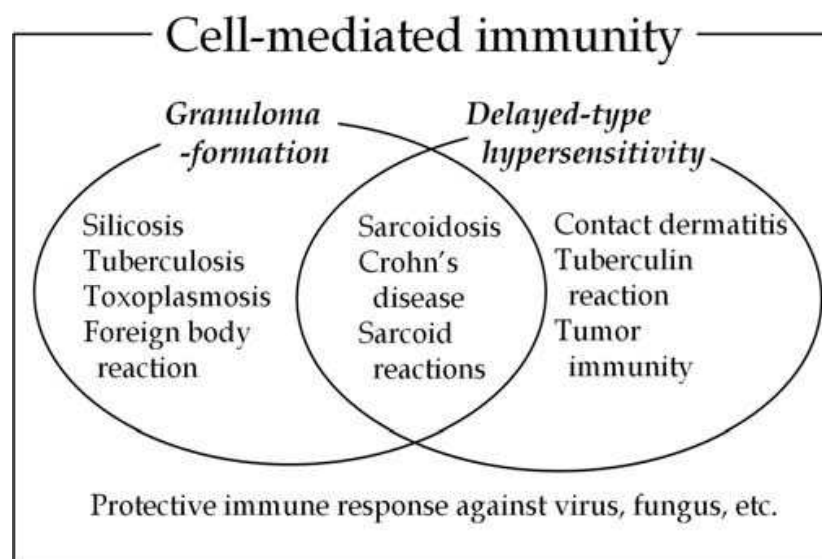 Cell-mediated immunity
Granuloma
-formation
Delayed-type
hypersensitivity
Silicosis
Tuberculosis
Toxoplasmosis
Foreign body
reaction
Sarcoidosis
Crohn's
disease
Sarcoid
reactions
Contact dermatitis
Tuberculin
reaction
Tumor
immunity
Protective immune response against virus, fungus, etc.